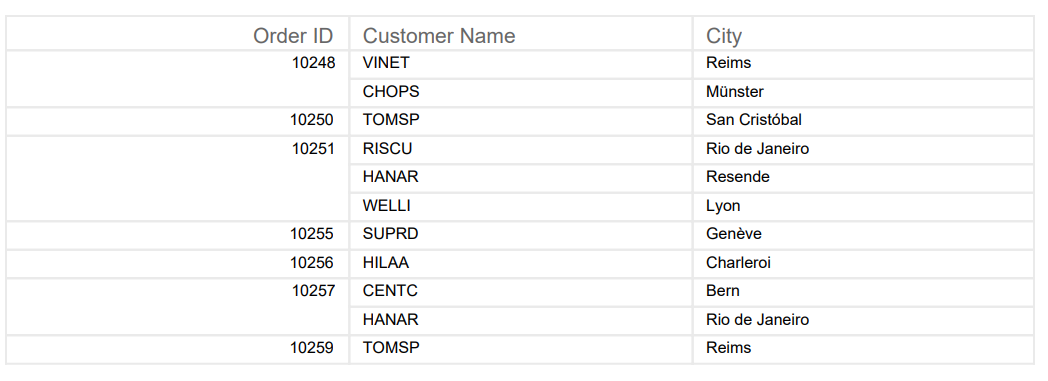 Order ID Customer Name City
10248 VINET Reims
CHOPS Münster
10250 TOMSP San Cristóbal
10251 RISCU Rio de Janeiro
HANAR Resende
WELLI Lyon
10255 SUPRD Genève
10256 HILAA Charleroi
10257 CENTC Bern
HANAR Rio de Janeiro
10259 TOMSP Reims